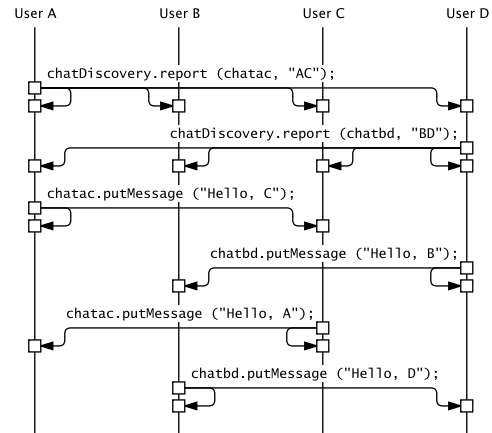 User A User B User C User D
chatDiscovery.report (chatac, "AC");
chatDiscovery.report (chatbd, "BD");
chatac.putMessage ("Hello, C");
chatbd.putMessage ("Hello, B");
chatac.putMessage ("Hello, A");
chatbd.putMessage ("Hello, D");